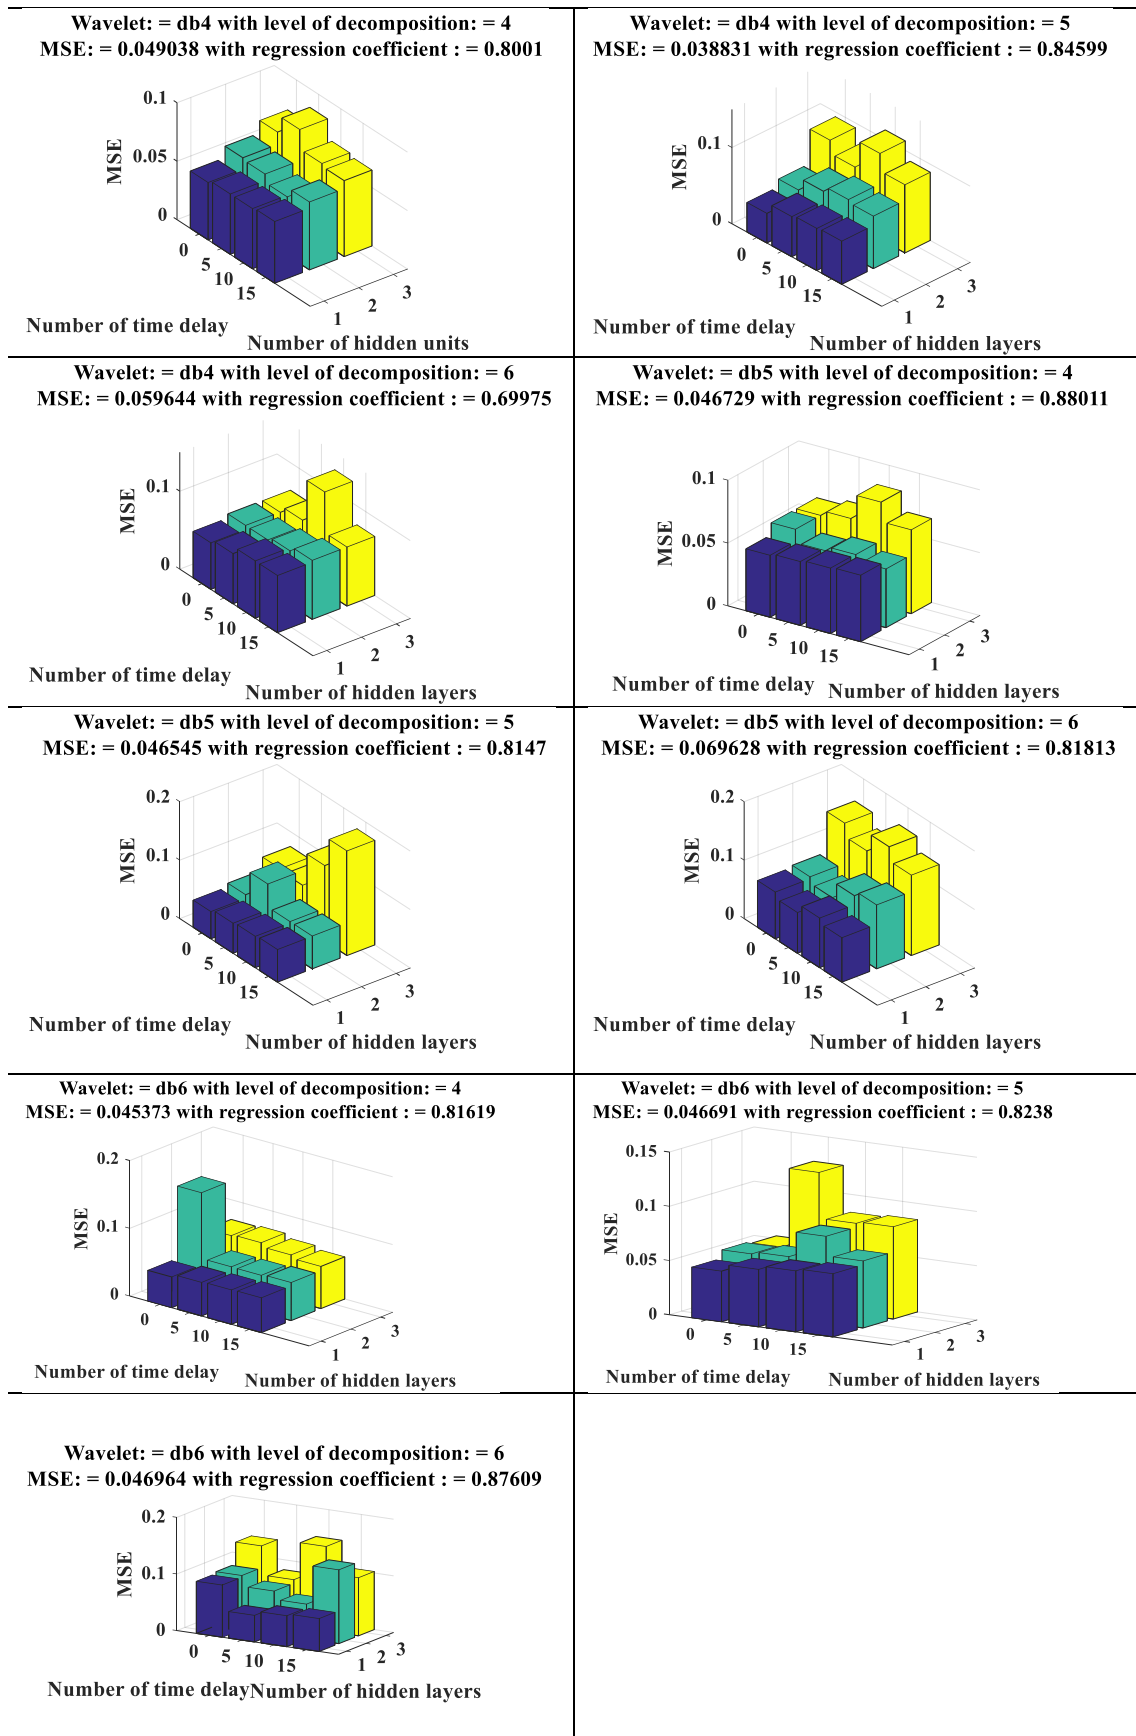 Wavelet: = db4 with level of decomposition: = 4
MSE: = 0.049038 with regression coefficient : = 0.8001
0.1
0.05
0
MSE
0
5
10
15
1
2
3
Number of time delay
Number of hidden units
Wavelet: = db4 with level of decomposition: = 5
MSE: = 0.038831 with regression coefficient : = 0.84599
0.1
0
MSE
0
5
10
15
1
2
3
Number of time delay
Number of hidden layers
Wavelet: = db4 with level of decomposition: = 6
MSE: = 0.059644 with regression coefficient : = 0.69975
0.1
0
MSE
0
5
10
15
1
2
3
Number of time delay
Number of hidden layers
Wavelet: = db5 with level of decomposition: = 4
MSE: = 0.046729 with regression coefficient : = 0.88011
0.1
0.05
0
MSE
0
5
10
15
1
2
3
Number of time delay
Number of hidden layers
Wavelet: = db5 with level of decomposition: = 5
MSE: = 0.046545 with regression coefficient : = 0.8147
0.2
0.1
0
MSE
0
5
10
15
1
2
3
Number of time delay
Number of hidden layers
Wavelet: = db5 with level of decomposition: = 6
MSE: = 0.069628 with regression coefficient : = 0.81813
0.2
0.1
0
MSE
0
5
10
15
1
2
3
Number of time delay
Number of hidden layers
Wavelet: = db6 with level of decomposition: = 4
MSE: = 0.045373 with regression coefficient : = 0.81619
0.2
0.1
0
MSE
0
5
10
15
1
2
3
Number of time delay
Number of hidden layers
Wavelet: = db6 with level of decomposition: = 5
MSE: = 0.046691 with regression coefficient : = 0.8238
0.15
0.1
0.05
0
MSE
0
5
10
15
1
2
3
Number of time delay
Number of hidden layers
Wavelet: = db6 with level of decomposition: = 6
MSE: = 0.046964 with regression coefficient : = 0.87609
0.2
0.1
0
MSE
0
5
10
15
1
2
3
Number of time delay
Number of hidden layers